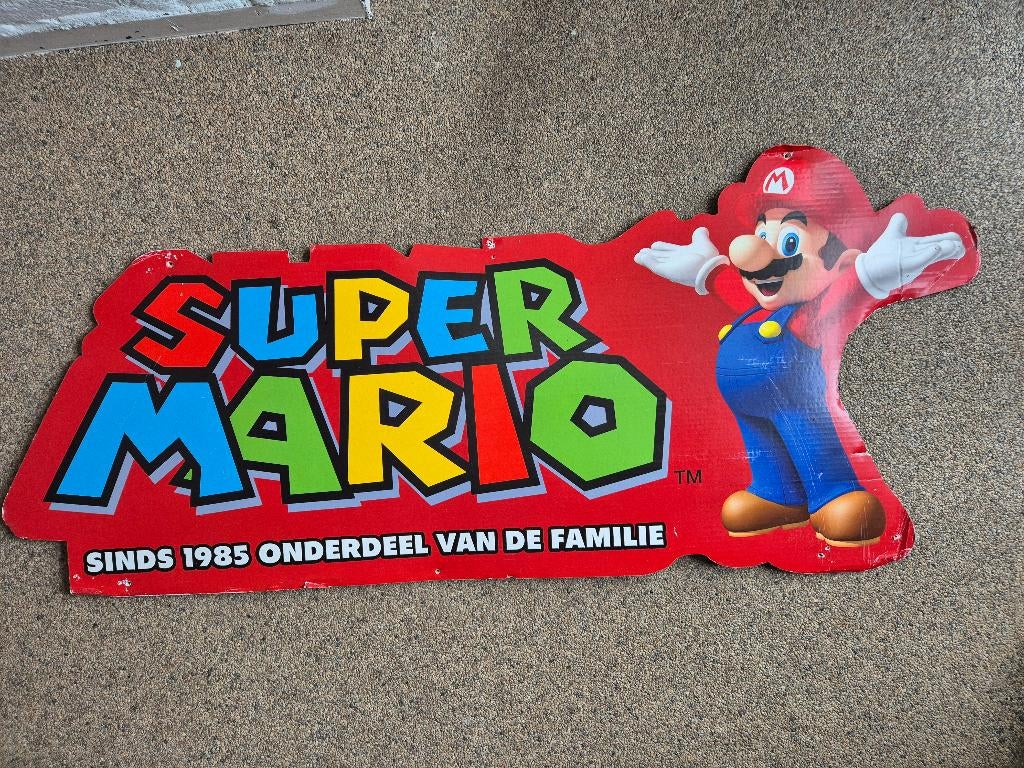 SUPER
MARIO
TM
SINDS 1985 ONDERDEEL VAN DE FAMILIE
M